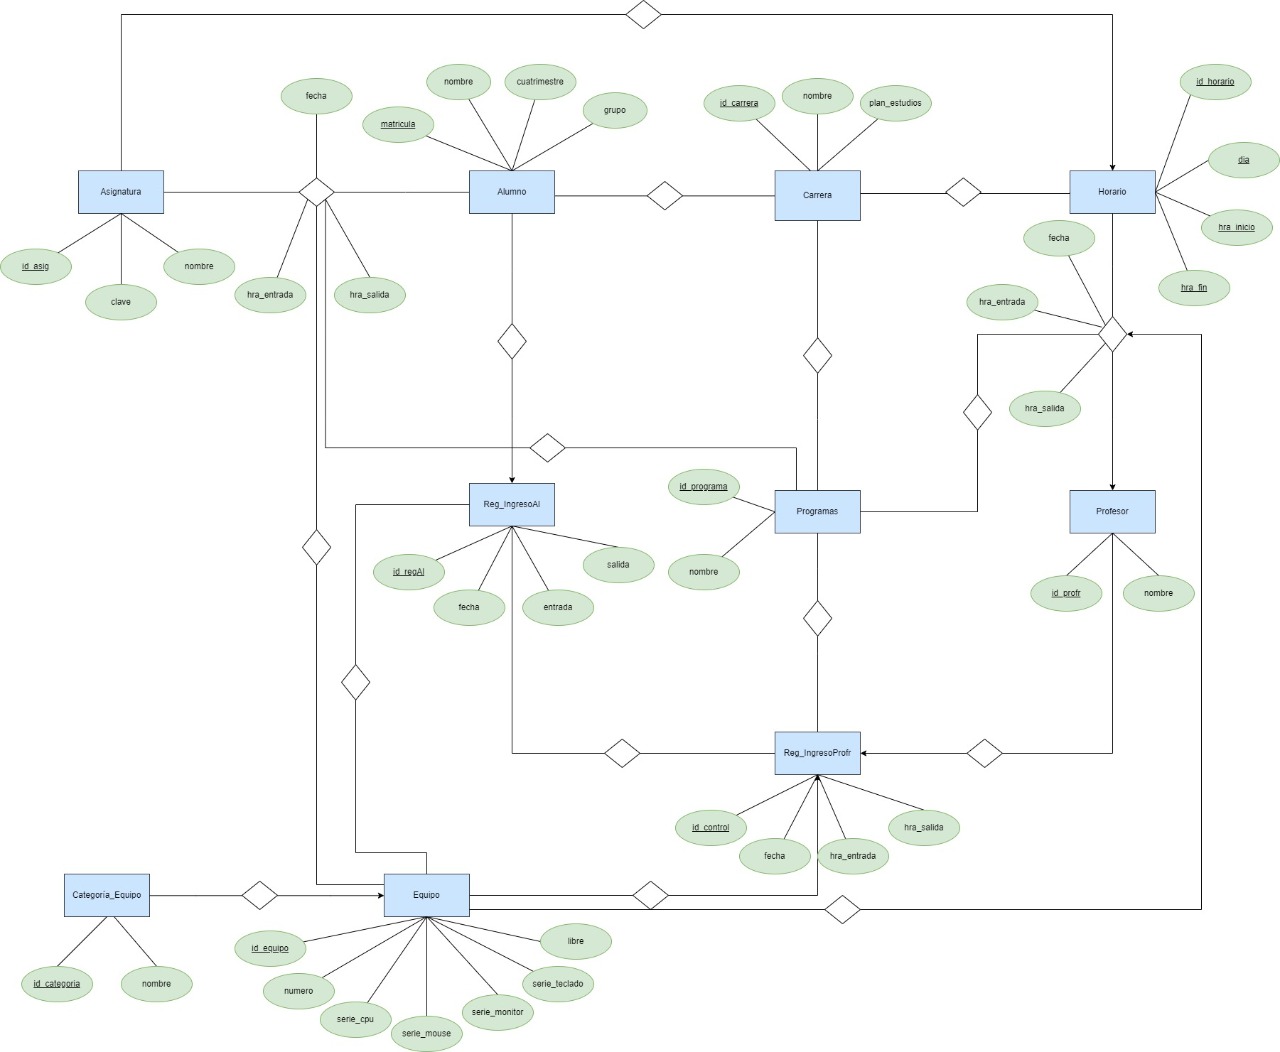 fecha
nombre
cuatrimestre
matricula
grupo
id_carrera
nombre
plan_estudios
id_horario
dia
hra_inicio
hra_fin
Asignatura
Alumno
Carrera
Horario
id_asig
clave
nombre
hra_entrada
hra_salida
fecha
hra_entrada
hra_salida
Reg_IngresoAl
id_regAl
fecha
entrada
salida
id_programa
nombre
Programas
Profesor
id_profr
nombre
Reg_IngresoProfr
id_control
fecha
hra_entrada
hra_salida
Categoría_Equipo
id_categoria
nombre
Equipo
id_equipo
numero
serie_cpu
serie_mouse
serie_monitor
serie_teclado
libre